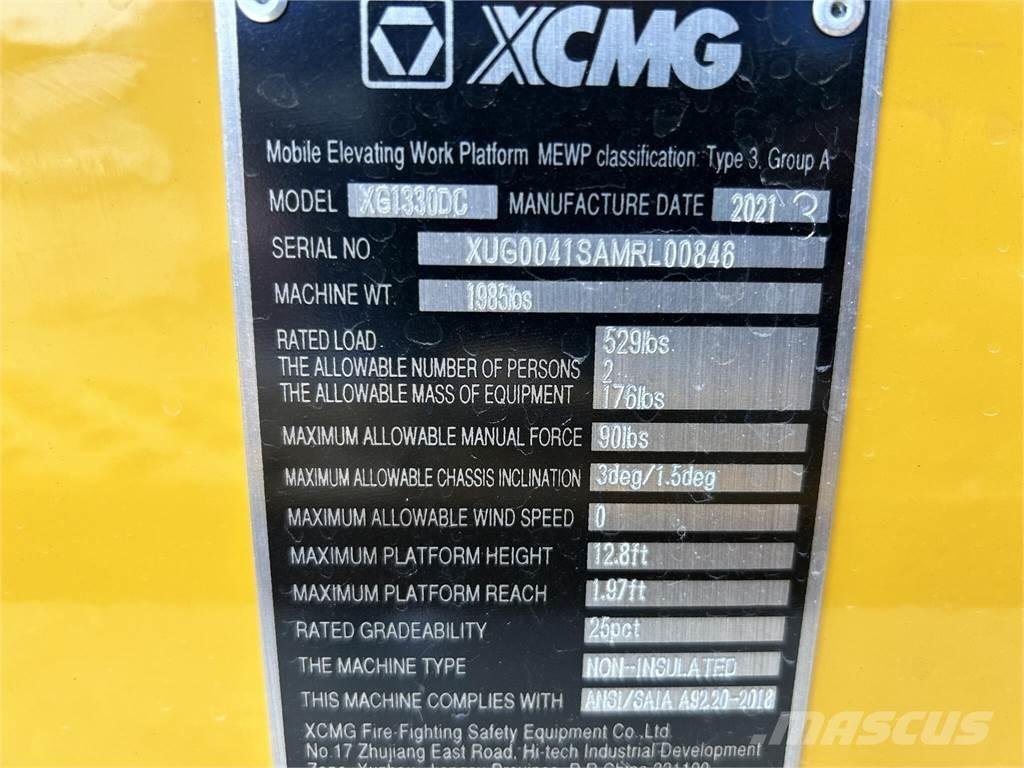 XCMG
Mobile Elevating Work Platform MEWP classification: Type 3, Group A
MODEL XG1330DC MANUFACTURE DATE 2021 3
SERIAL NO. XUG0041SAMRL00846
MACHINE WT. 1985lbs
RATED LOAD 529lbs
THE ALLOWABLE NUMBER OF PERSONS 2
THE ALLOWABLE MASS OF EQUIPMENT 176lbs
MAXIMUM ALLOWABLE MANUAL FORCE 90lbs
MAXIMUM ALLOWABLE CHASSIS INCLINATION 3deg/1.5deg
MAXIMUM ALLOWABLE WIND SPEED 0
MAXIMUM PLATFORM HEIGHT 12.8ft
MAXIMUM PLATFORM REACH 1.97ft
RATED GRADEABILITY 25pct
THE MACHINE TYPE NON-INSULATED
THIS MACHINE COMPLIES WITH ANSI/SAIA A92.20-2018
XCMG Fire-Fighting Safety Equipment Co.,Ltd.
No.17 Zhujiang East Road, Hi-tech Industrial Development
MASCUS